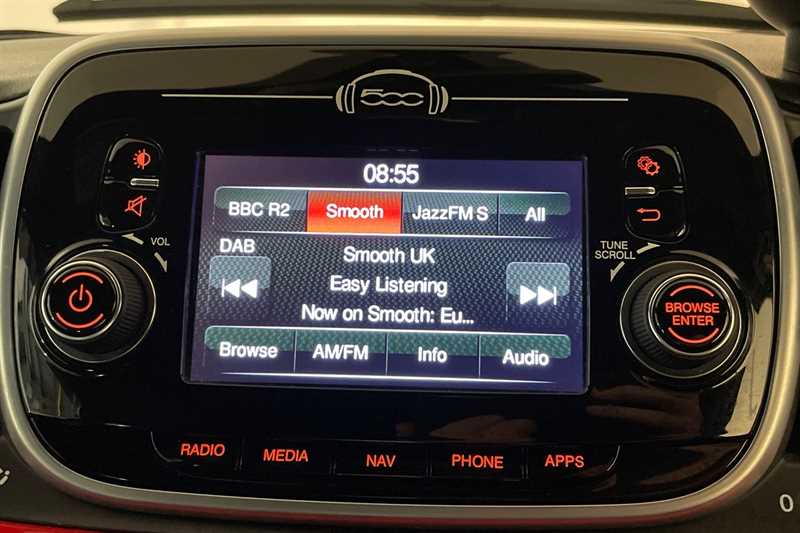 500
08:55
BBC R2 Smooth JazzFM S All
DAB
Smooth UK
Easy Listening
Now on Smooth: Eu...
Browse AM/FM Info Audio
VOL
TUNE
SCROLL
BROWSE
ENTER
RADIO MEDIA NAV PHONE APPS
0